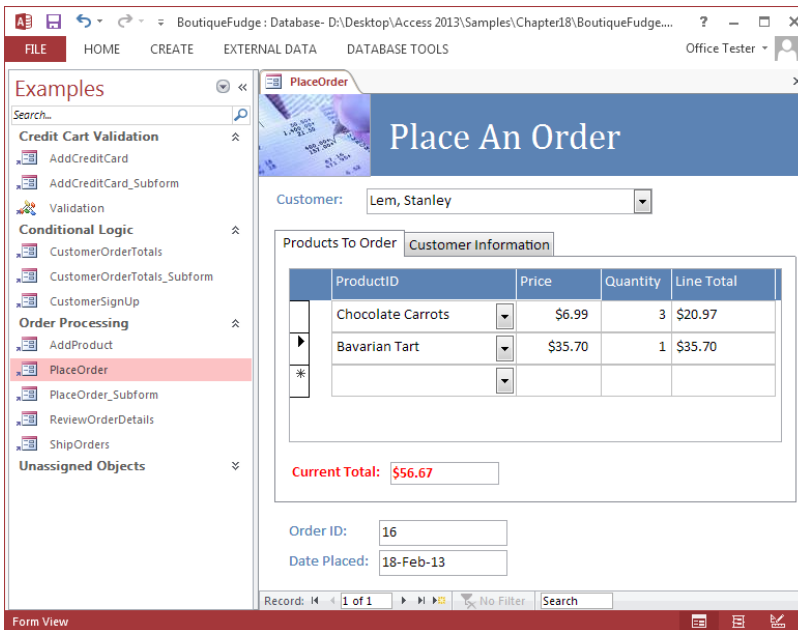 BoutiqueFudge : Database- D:\Desktop\Access 2013\Samples\Chapter18\BoutiqueFudge....
FILE HOME CREATE EXTERNAL DATA DATABASE TOOLS Office Tester
Examples
Search...
Credit Cart Validation
AddCreditCard
AddCreditCard_Subform
Validation
Conditional Logic
CustomerOrderTotals
CustomerOrderTotals_Subform
CustomerSignUp
Order Processing
AddProduct
PlaceOrder
PlaceOrder_Subform
ReviewOrderDetails
ShipOrders
Unassigned Objects
PlaceOrder
Place An Order
Customer: Lem, Stanley
Products To Order Customer Information
ProductID Price Quantity Line Total
Chocolate Carrots $6.99 3 $20.97
Bavarian Tart $35.70 1 $35.70
Current Total: $56.67
Order ID: 16
Date Placed: 18-Feb-13
Record: 1 of 1 No Filter Search
Form View